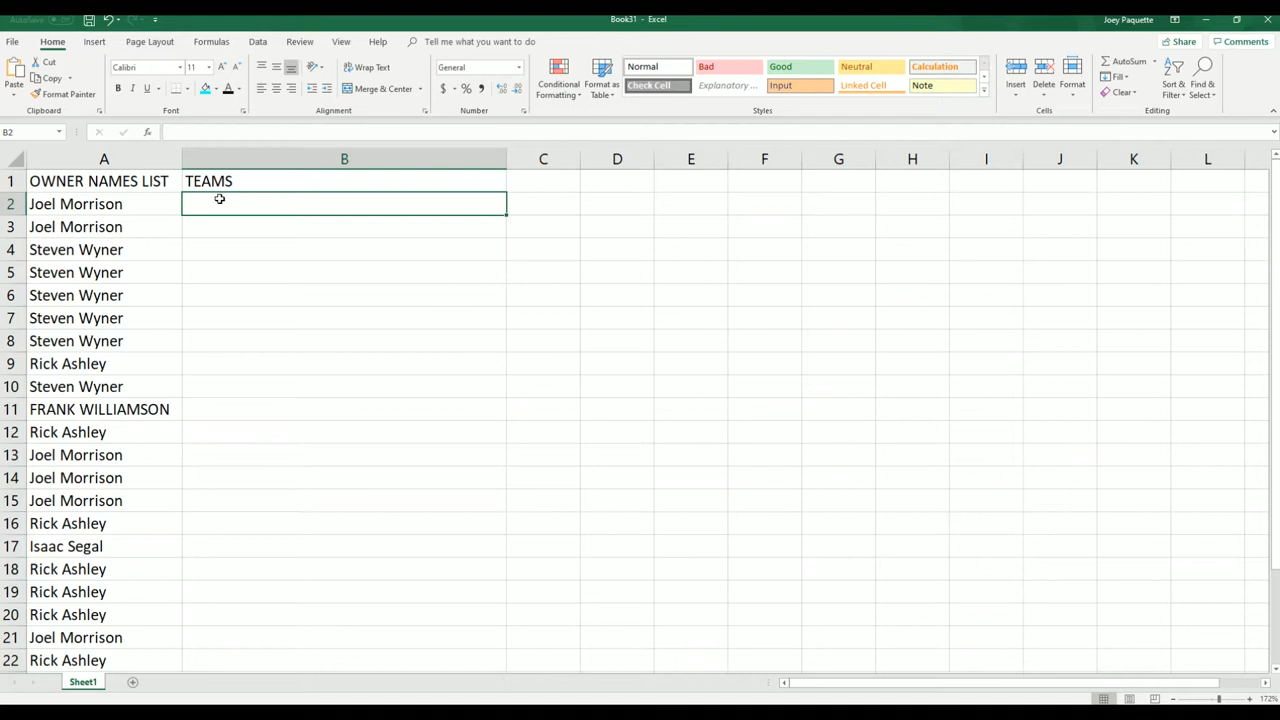 AutoSave Off
Book31 - Excel
Joey Paquette
File Home Insert Page Layout Formulas Data Review View Help Tell me what you want to do Share Comments
Paste Cut Copy Format Painter Clipboard
Calibri 11 A A B I U A Font
Wrap Text Merge & Center Alignment
General $ % , Number
Conditional Formatting Format as Table
Normal Bad Good Neutral Calculation
Check Cell Explanatory ... Input Linked Cell Note
Styles
Insert Delete Format Cells
AutoSum Fill Clear Sort & Filter Find & Select Editing
B2 fx
A B C D E F G H I J K L
1 OWNER NAMES LIST TEAMS
2 Joel Morrison
3 Joel Morrison
4 Steven Wyner
5 Steven Wyner
6 Steven Wyner
7 Steven Wyner
8 Steven Wyner
9 Rick Ashley
10 Steven Wyner
11 FRANK WILLIAMSON
12 Rick Ashley
13 Joel Morrison
14 Joel Morrison
15 Joel Morrison
16 Rick Ashley
17 Isaac Segal
18 Rick Ashley
19 Rick Ashley
20 Rick Ashley
21 Joel Morrison
22 Rick Ashley
Sheet1
172%